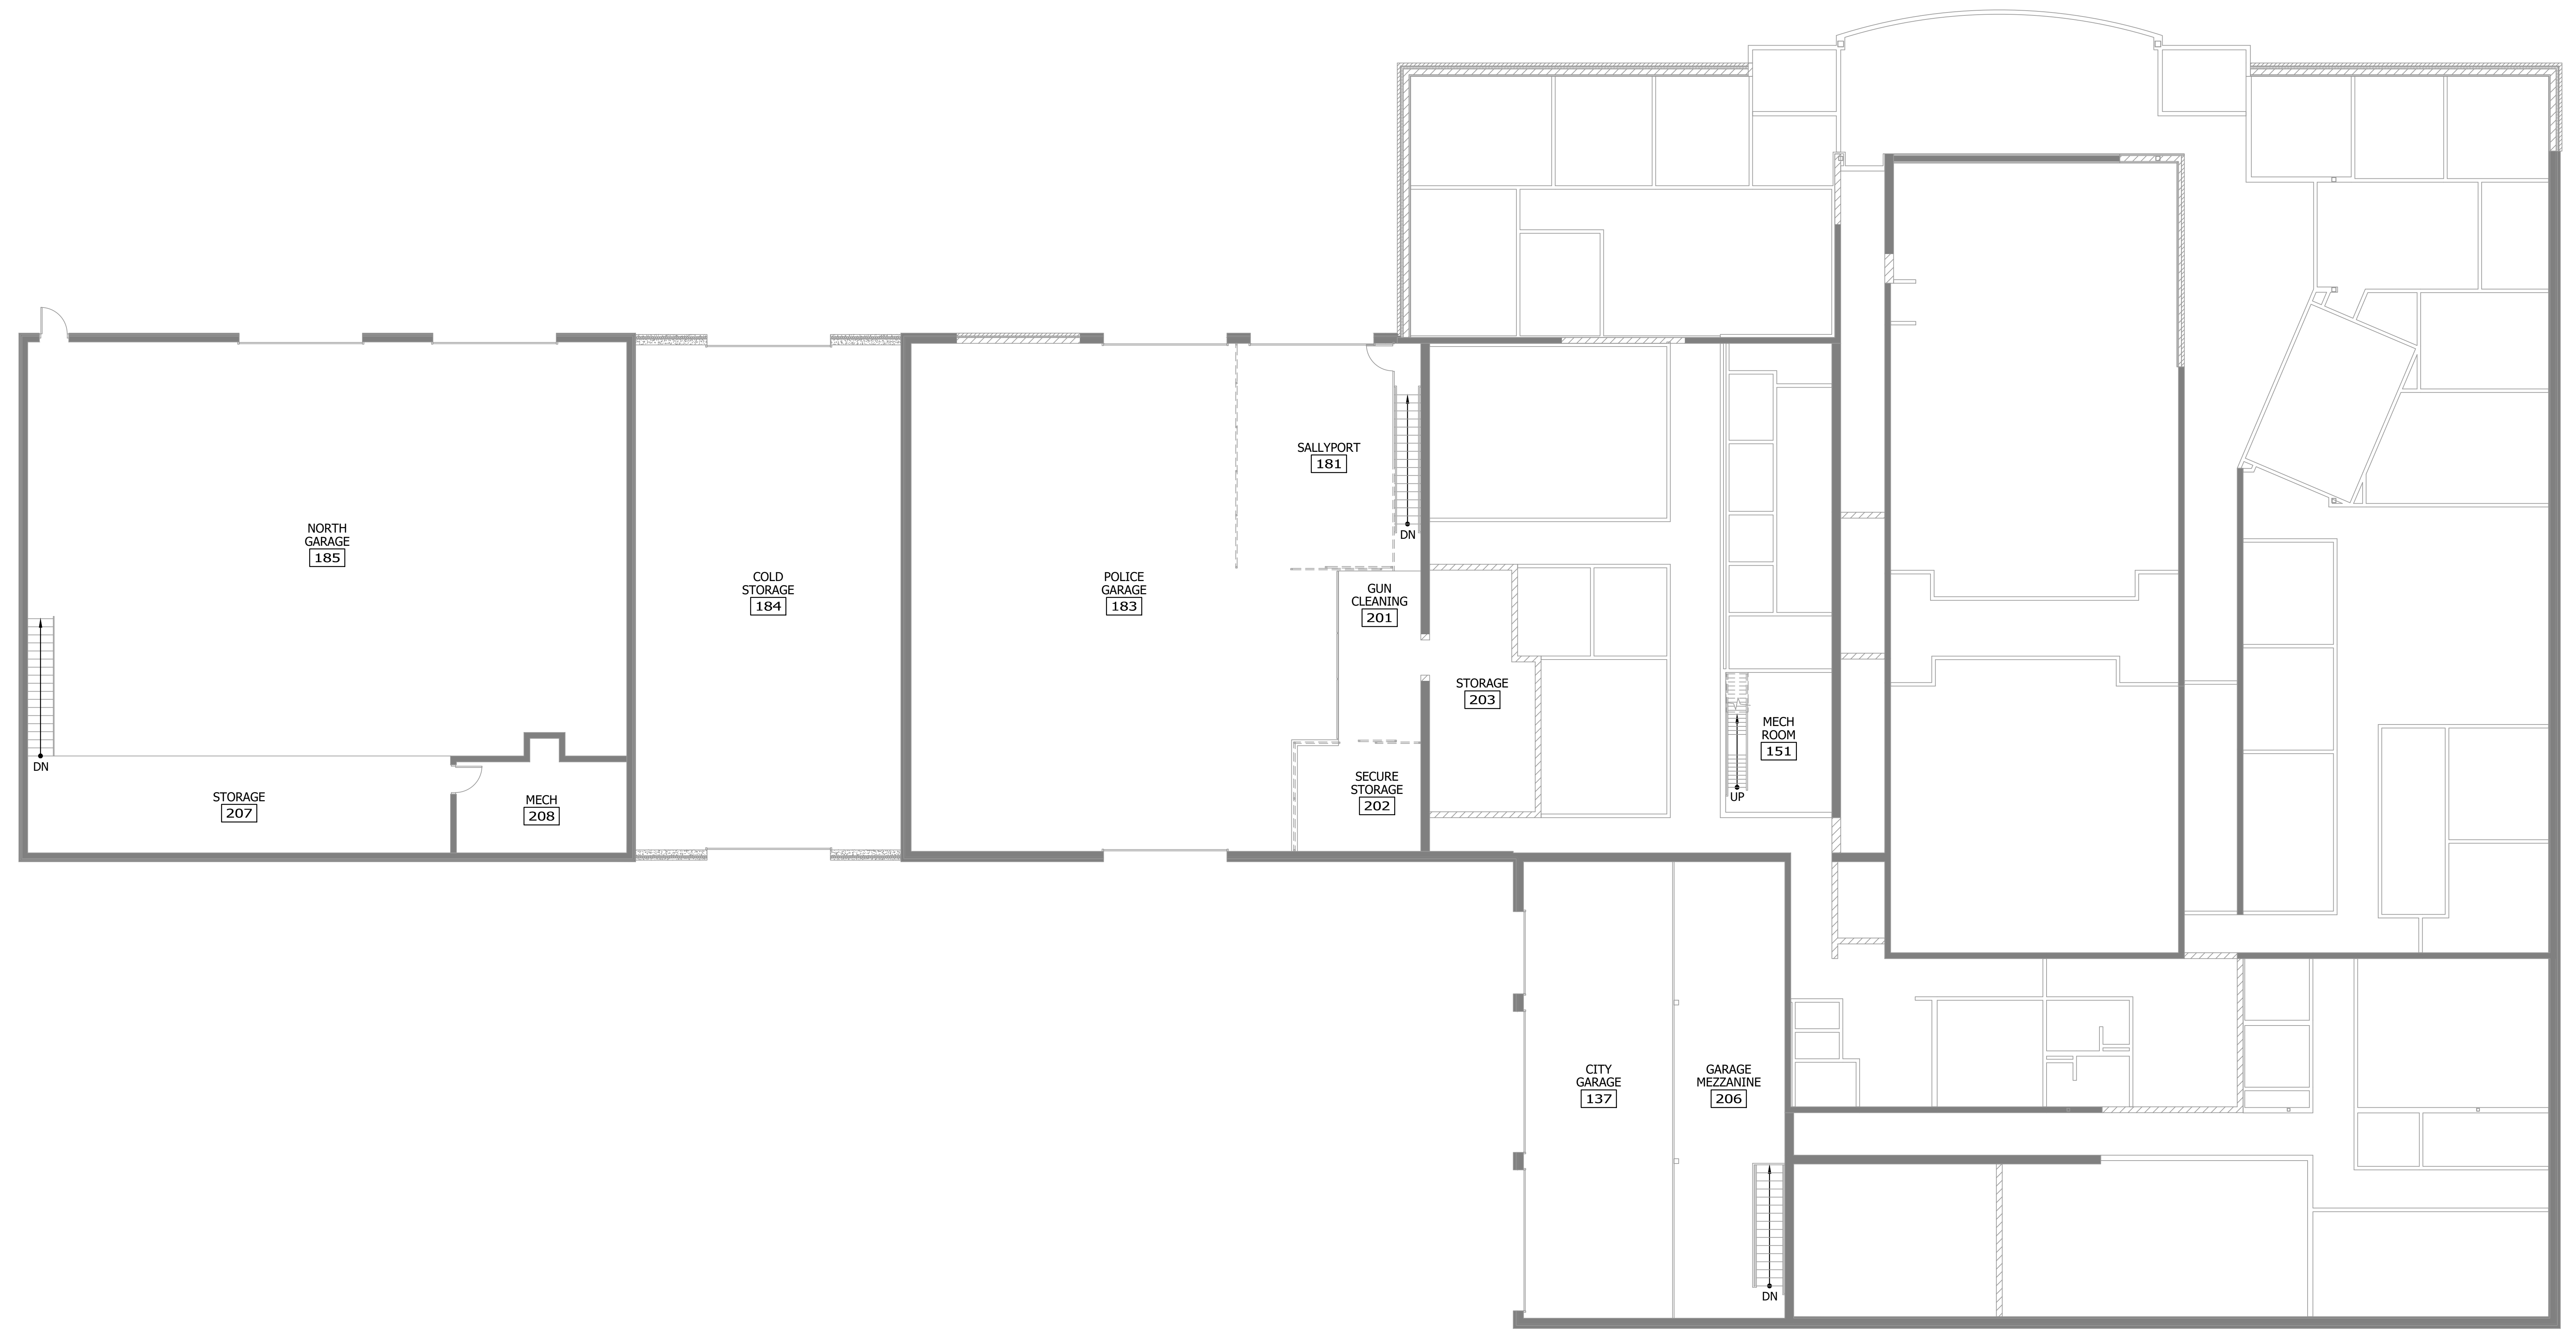 SALLYPORT
181
DN
NORTH
GARAGE
185
COLD
STORAGE
184
POLICE
GARAGE
183
GUN
CLEANING
201
STORAGE
203
MECH
ROOM
151
UP
DN
STORAGE
207
MECH
208
SECURE
STORAGE
202
CITY
GARAGE
137
GARAGE
MEZZANINE
206
DN